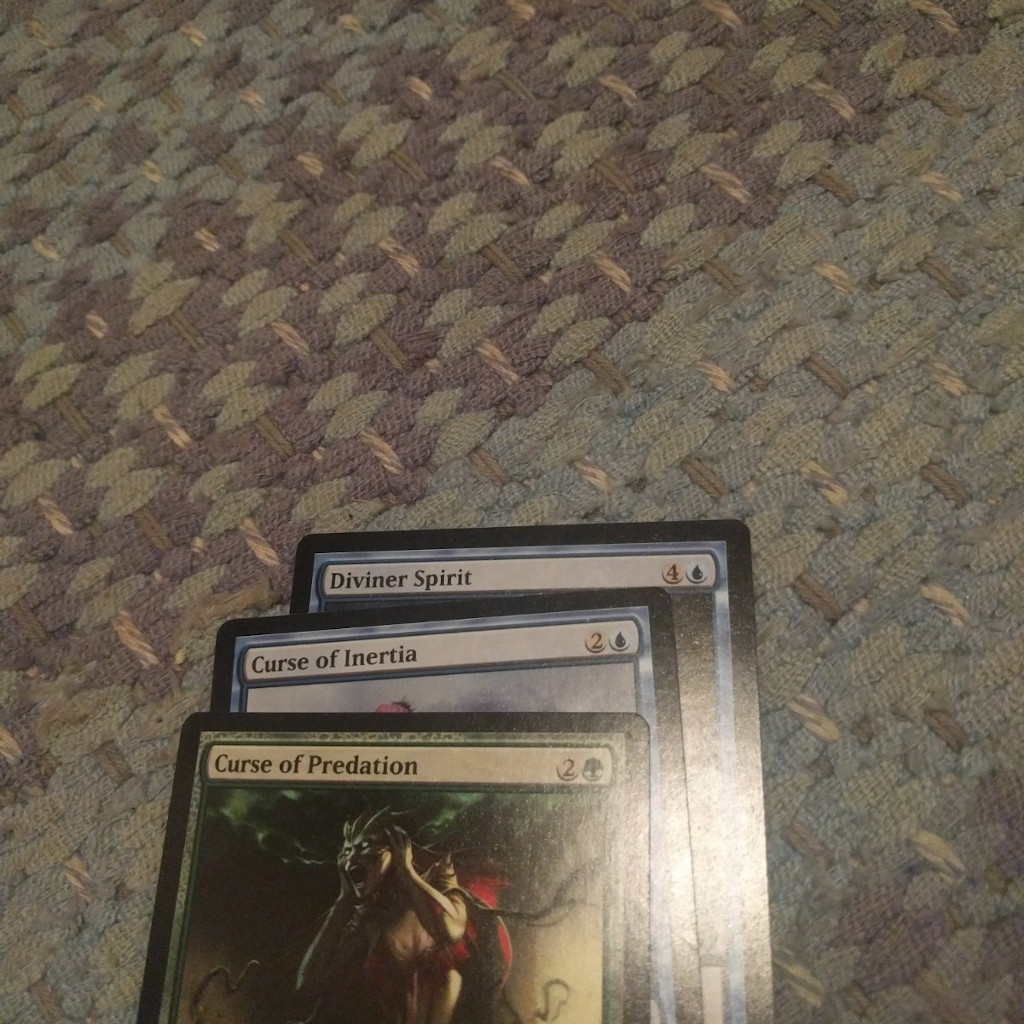 Diviner Spirit 4
Curse of Inertia 2
Curse of Predation 2